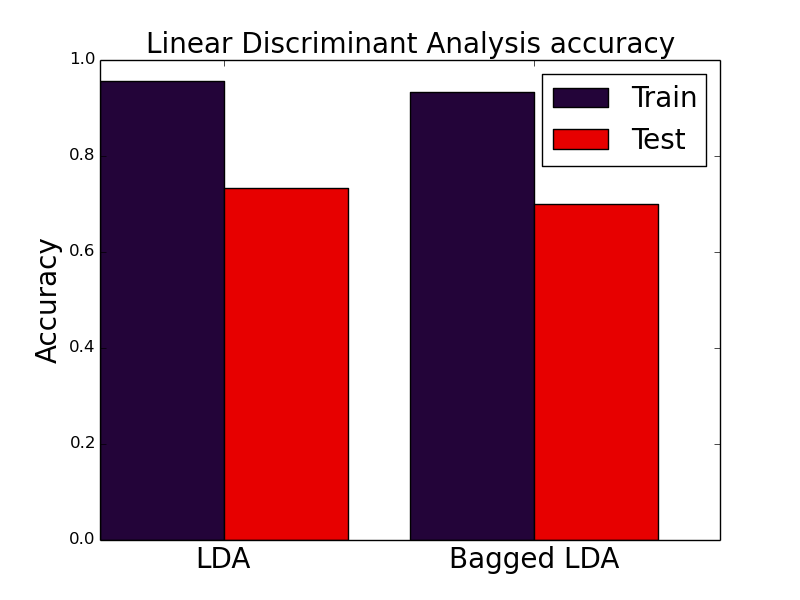 Linear Discriminant Analysis accuracy
1.0
Train
Test
0.8
0.6
Accuracy
0.4
0.2
0.0
LDA
Bagged LDA